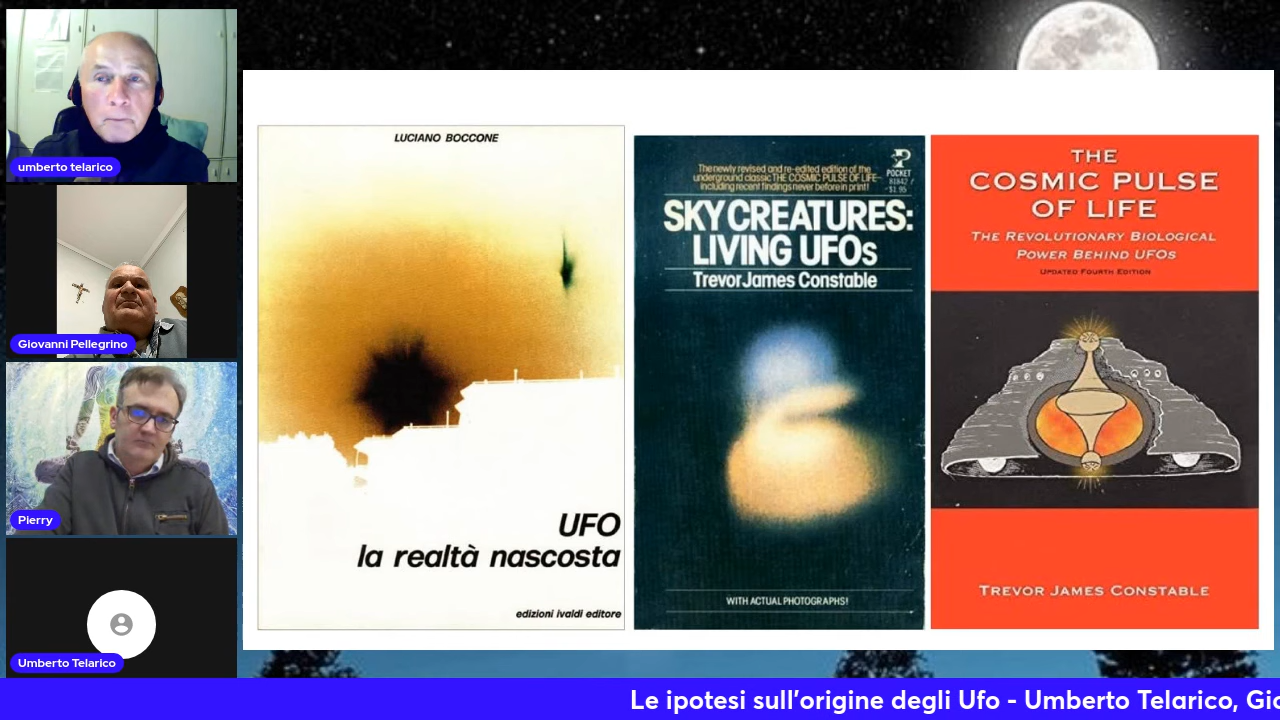 umberto telarico
Giovanni Pellegrino
Pierry
Umberto Telarico
LUCIANO BOCCONE
UFO
la realtà nascosta
edizioni ivaldi editore
The newly revised and re-edited edition of the
underground classic THE COSMIC PULSE OF LIFE–
including recent findings never before in print!
POCKET
81842
$1.95
SKY CREATURES:
LIVING UFOs
Trevor James Constable
WITH ACTUAL PHOTOGRAPHS!
THE
COSMIC PULSE
OF LIFE
THE REVOLUTIONARY BIOLOGICAL
POWER BEHIND UFOS
UPDATED FOURTH EDITION
TREVOR JAMES CONSTABLE
Le ipotesi sull'origine degli Ufo - Umberto Telarico, Gio